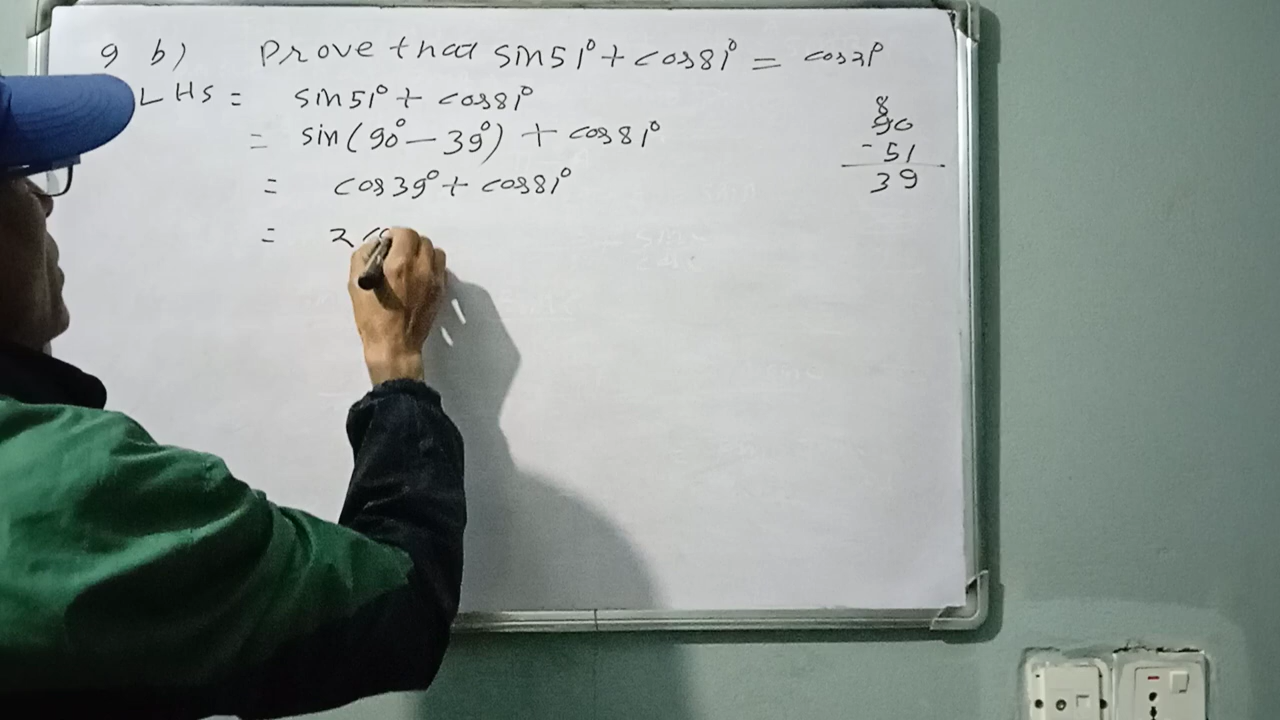 9 b) Prove that sin51° + cos81° = cos21°
LHS = sin51° + cos81°
= sin(90° - 39°) + cos81°
= cos39° + cos81°
= 2
8
90
- 51
39